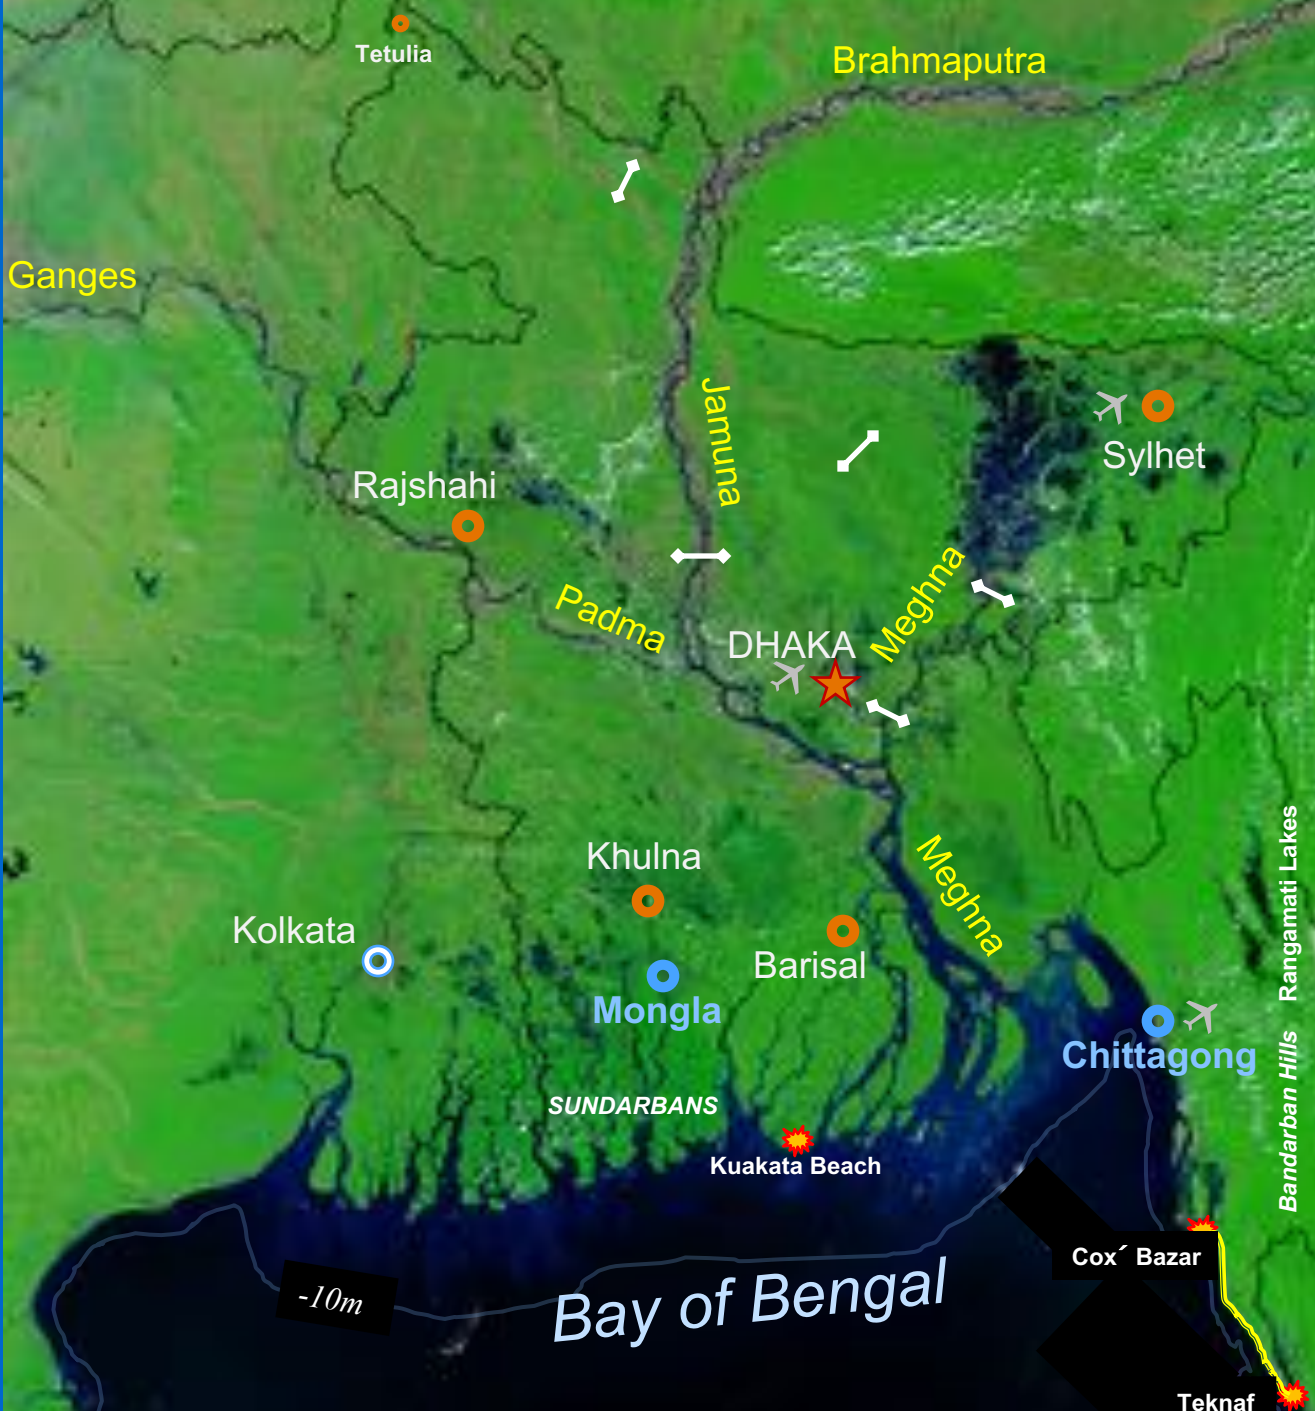 Tetulia
Brahmaputra
Ganges
Jamuna
Sylhet
Rajshahi
Meghna
Padma
DHAKA
Khulna
Meghna
Kolkata
Barisal
Mongla
Rangamati Lakes
Chittagong
Bandarban Hills
SUNDARBANS
Kuakata Beach
Cox´ Bazar
-10m
Bay of Bengal
Teknaf